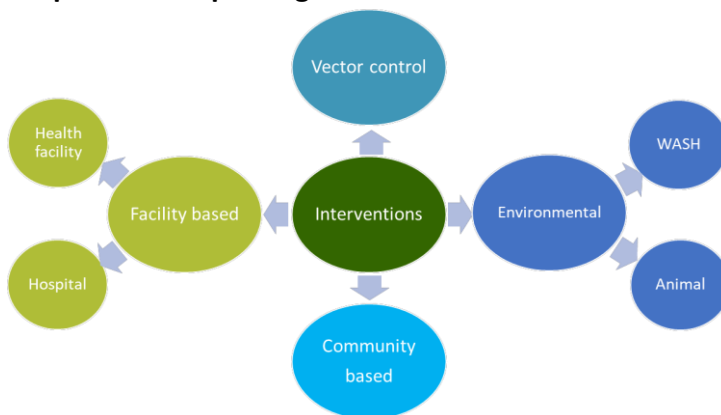 Vector control
Health
facility
WASH
Facility based
Interventions
Environmental
Hospital
Animal
Community
based